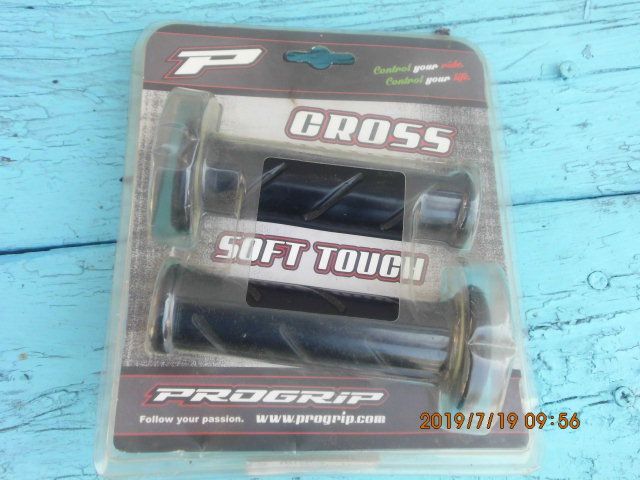 P
Control your ride.
Control your life.
CROSS
SOFT TOUCH
PROGRIP
Follow your passion. www.progrip.com
2019/7/19 09:56